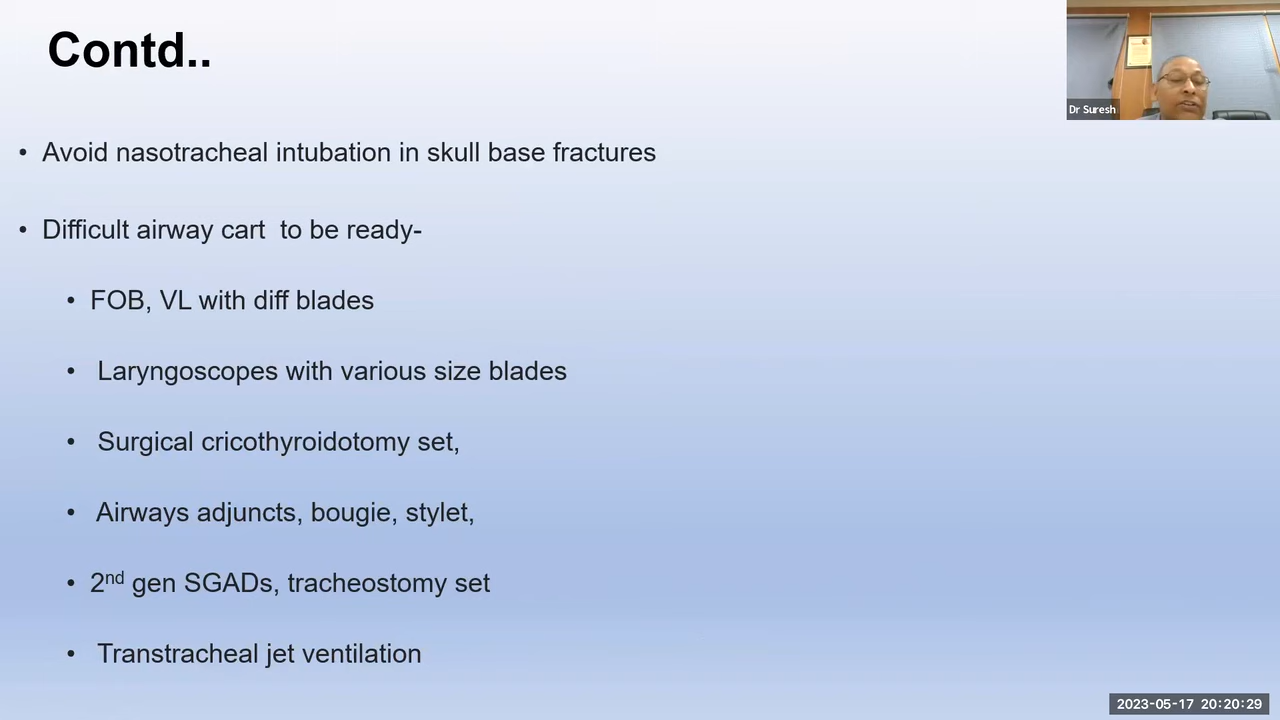 Contd..
Dr Suresh
• Avoid nasotracheal intubation in skull base fractures
• Difficult airway cart to be ready-
• FOB, VL with diff blades
• Laryngoscopes with various size blades
• Surgical cricothyroidotomy set,
• Airways adjuncts, bougie, stylet,
• 2nd gen SGADs, tracheostomy set
• Transtracheal jet ventilation
2023-05-17 20:20:29